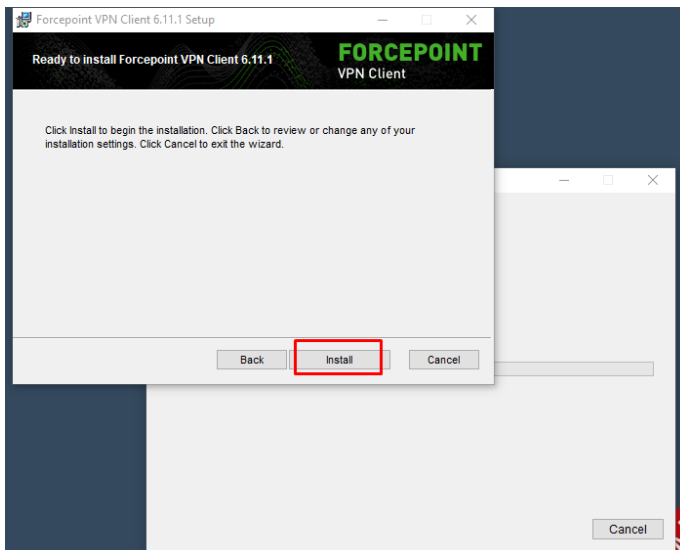 Forcepoint VPN Client 6.11.1 Setup
Ready to install Forcepoint VPN Client 6.11.1
FORCEPOINT
VPN Client
Click Install to begin the installation. Click Back to review or change any of your
installation settings. Click Cancel to exit the wizard.
Back
Install
Cancel
Cancel